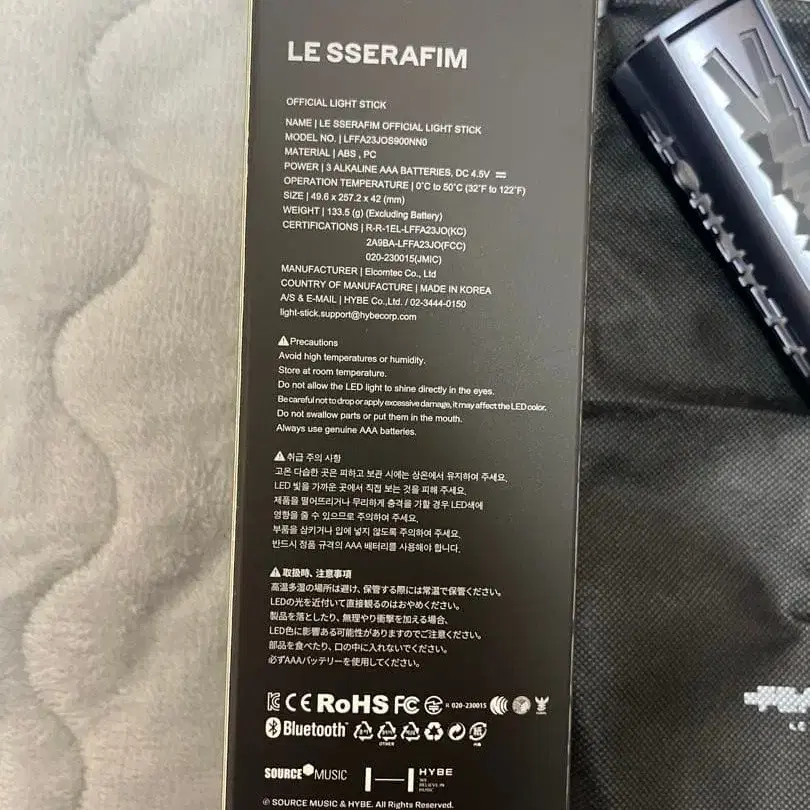 LE SSERAFIM
OFFICIAL LIGHT STICK
NAME | LE SSERAFIM OFFICIAL LIGHT STICK
MODEL NO. | LFFA23JOS900NN0
MATERIAL | ABS , PC
POWER | 3 ALKALINE AAA BATTERIES, DC 4.5V ⎓
OPERATION TEMPERATURE | 0°C to 50°C (32°F to 122°F)
SIZE | 49.6 x 257.2 x 42 (mm)
WEIGHT | 133.5 (g) (Excluding Battery)
CERTIFICATIONS | R-R-1EL-LFFA23JO(KC)
2A9BA-LFFA23JO(FCC)
020-230015(JMIC)
MANUFACTURER | Elcomtec Co., Ltd
COUNTRY OF MANUFACTURE | MADE IN KOREA
A/S & E-MAIL | HYBE Co.,Ltd. / 02-3444-0150
light-stick.support@hybecorp.com
⚠Precautions
Avoid high temperatures or humidity.
Store at room temperature.
Do not allow the LED light to shine directly in the eyes.
Be careful not to drop or apply excessive damage, it may affect the LED color.
Do not swallow parts or put them in the mouth.
Always use genuine AAA batteries.
⚠취급 주의 사항
고온 다습한 곳은 피하고 보관 시에는 상온에서 유지하여 주세요.
LED 빛을 가까운 곳에서 직접 보는 것을 피해 주세요.
제품을 떨어뜨리거나 무리하게 충격을 가할 경우 LED색에
영향을 줄 수 있으므로 주의하여 주세요.
부품을 삼키거나 입에 넣지 않도록 주의하여 주세요.
반드시 정품 규격의 AAA 배터리를 사용해야 합니다.
⚠取扱時、注意事項
高温多湿の場所は避け、保管する際には常温で保管ください。
LEDの光を近付いて直接観るのはおやめください。
製品を落としたり、無理やり衝撃を加える場合、
LED色に影響ある可能性がありますのでご注意ください。
部品を食べたり、口の中に入れないでください。
必ずAAAバッテリーを使用してください。
CE RoHS FC R 020-230015
Bluetooth
OTHER
SOURCE MUSIC HYBE
WE
BELIEVE IN
MUSIC
℗ SOURCE MUSIC & HYBE. All Rights Reserved.